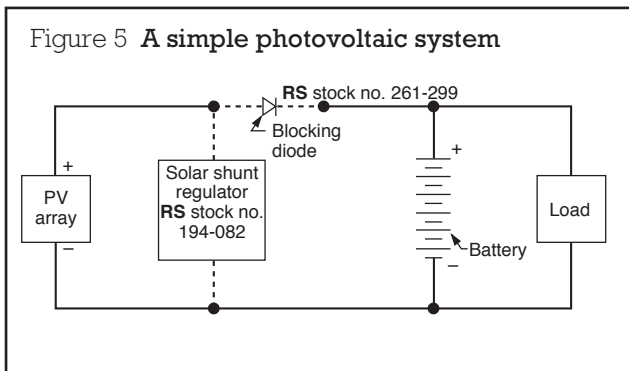 Figure 5 A simple photovoltaic system
RS stock no. 261-299
Blocking
diode
+
PV
array
–
Solar shunt
regulator
RS stock no.
194-082
+
Battery
–
Load